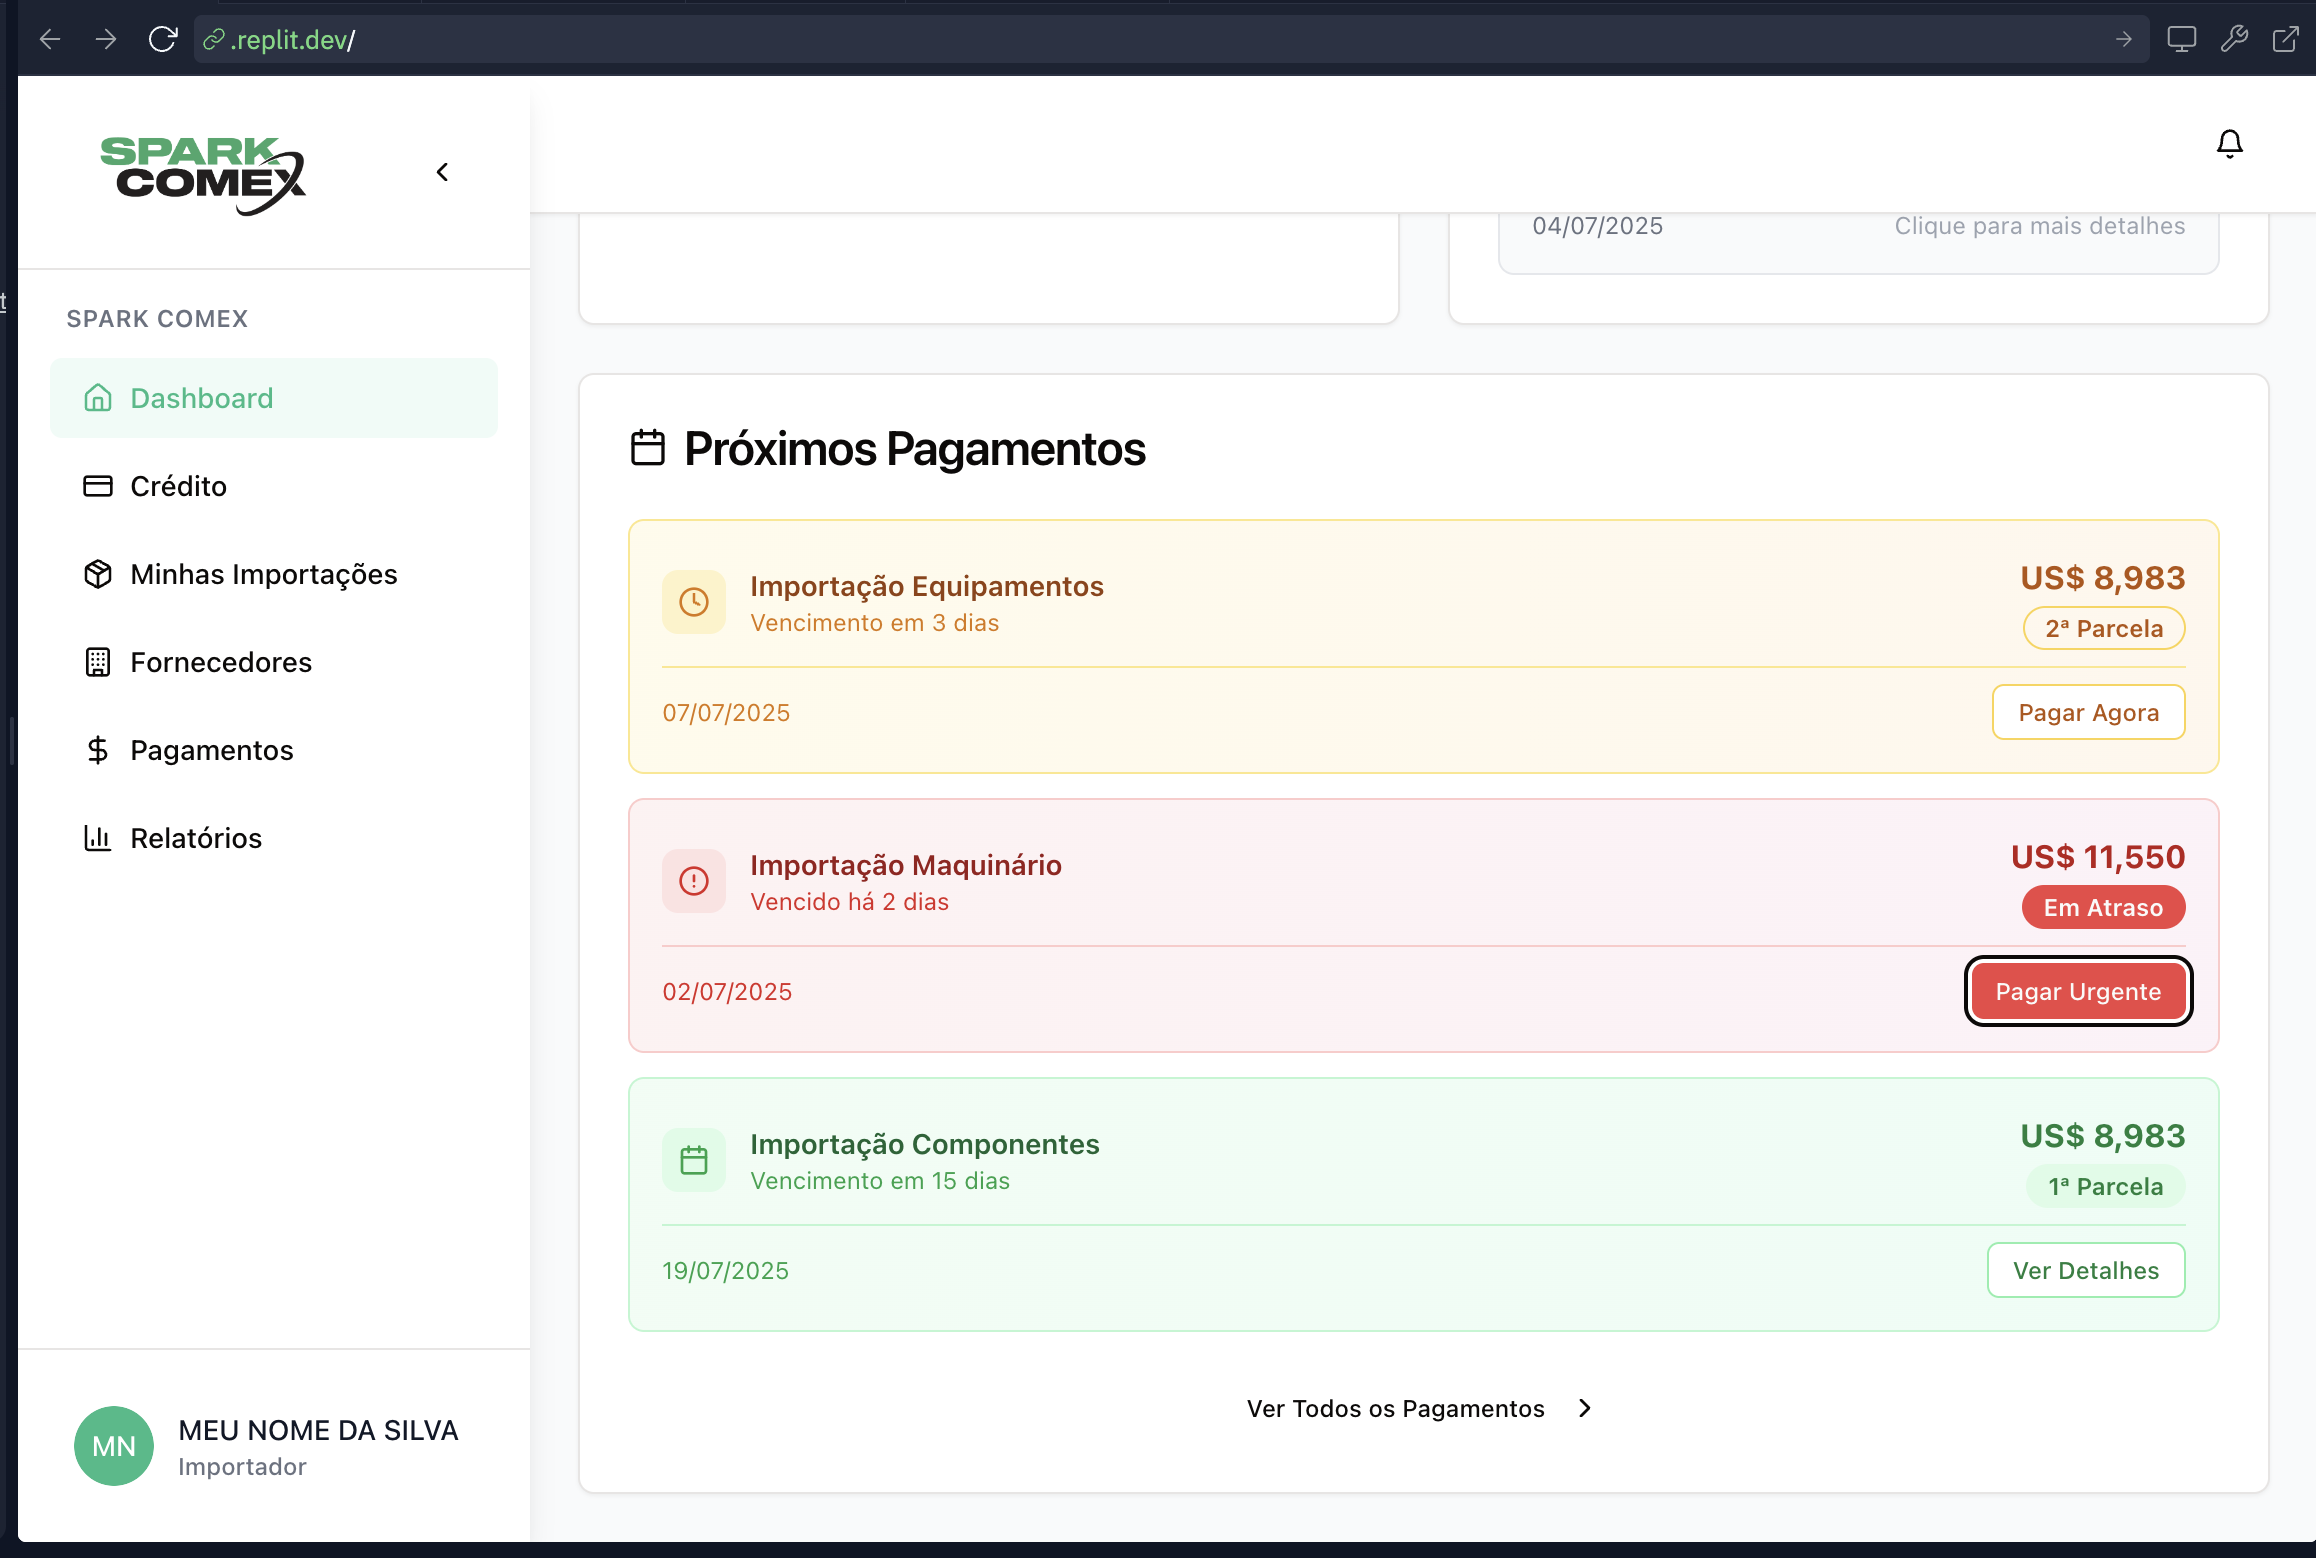 .replit.dev/
SPARK
COMEX
SPARK COMEX
Dashboard
Crédito
Minhas Importações
Fornecedores
Pagamentos
Relatórios
MN
MEU NOME DA SILVA
Importador
04/07/2025
Clique para mais detalhes
Próximos Pagamentos
Importação Equipamentos
Vencimento em 3 dias
US$ 8,983
2ª Parcela
07/07/2025
Pagar Agora
Importação Maquinário
Vencido há 2 dias
US$ 11,550
Em Atraso
02/07/2025
Pagar Urgente
Importação Componentes
Vencimento em 15 dias
US$ 8,983
1ª Parcela
19/07/2025
Ver Detalhes
Ver Todos os Pagamentos